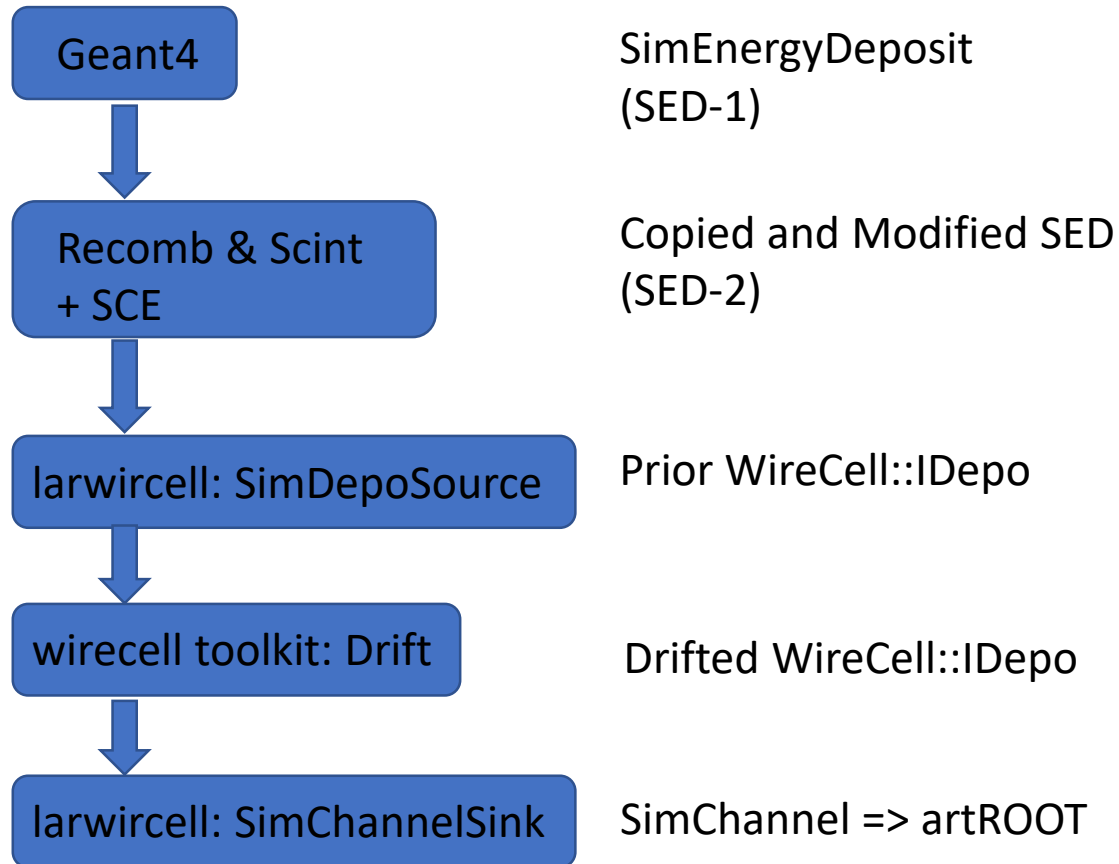 Geant4
SimEnergyDeposit
(SED-1)
Recomb & Scint
+ SCE
Copied and Modified SED
(SED-2)
larwircell: SimDepoSource
Prior WireCell::IDepo
wirecell toolkit: Drift
Drifted WireCell::IDepo
larwircell: SimChannelSink
SimChannel => artROOT